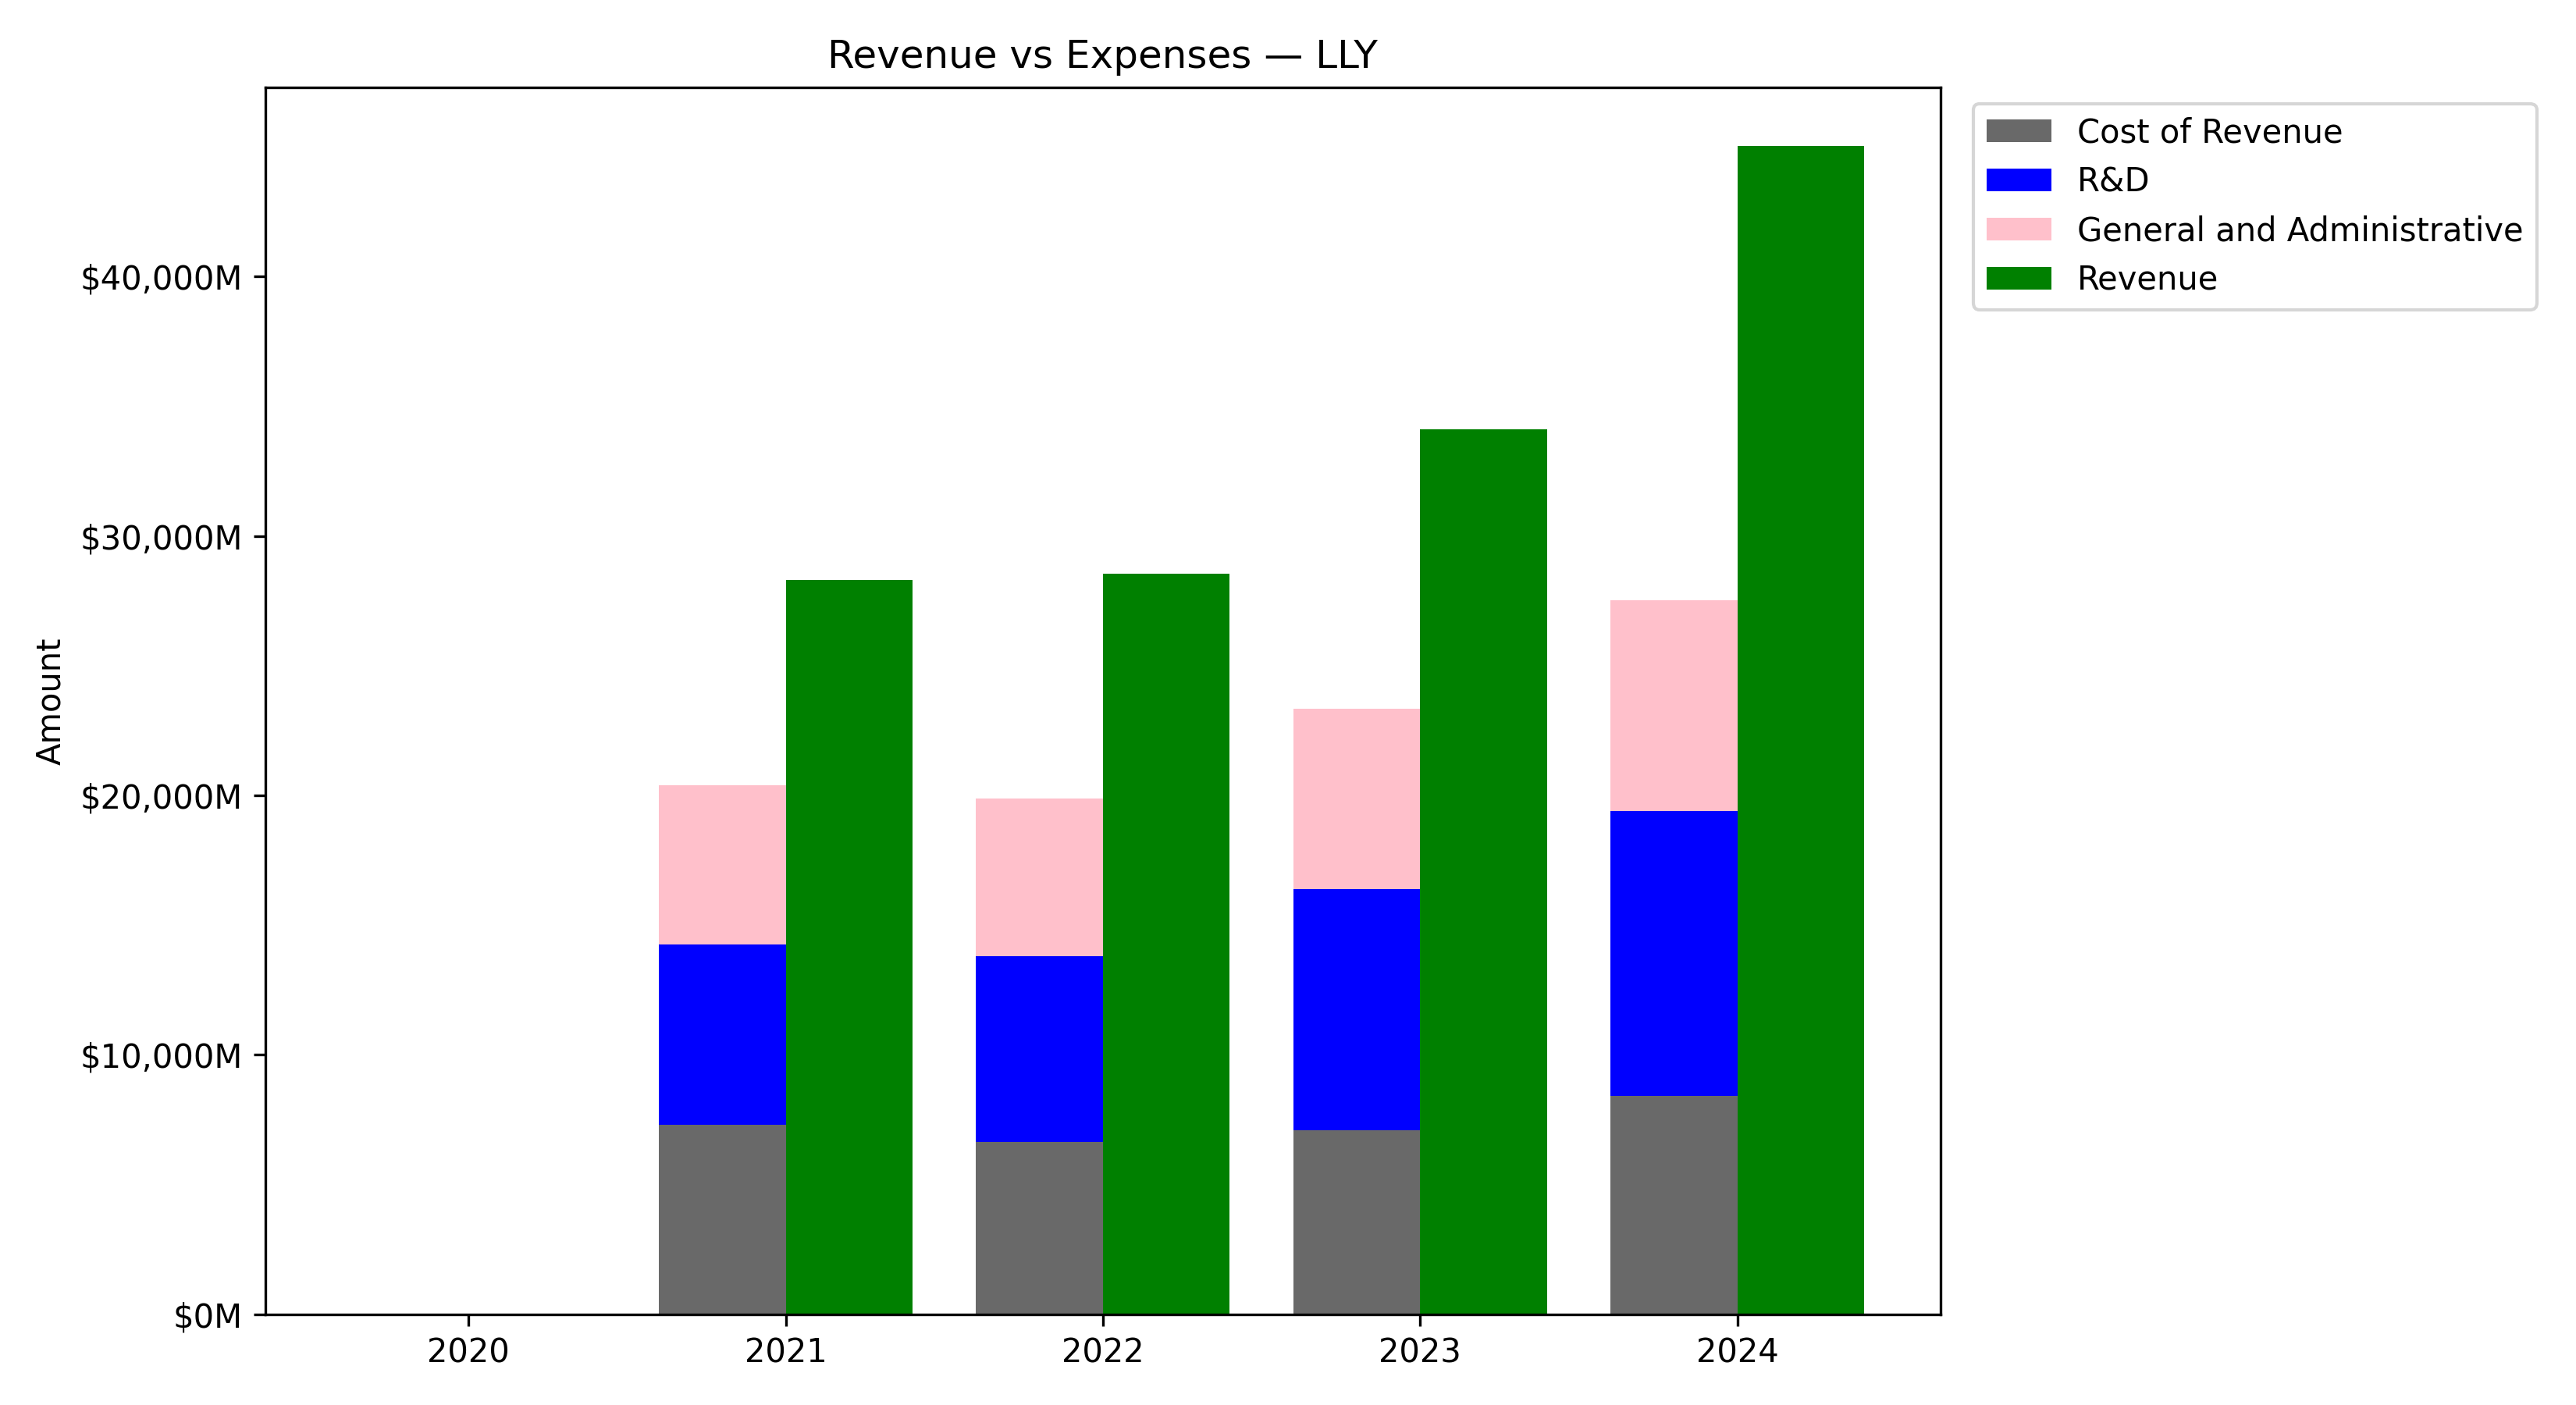 Revenue vs Expenses — LLY
Cost of Revenue
R&D
General and Administrative
Revenue
Amount
$40,000M
$30,000M
$20,000M
$10,000M
$0M
2020
2021
2022
2023
2024